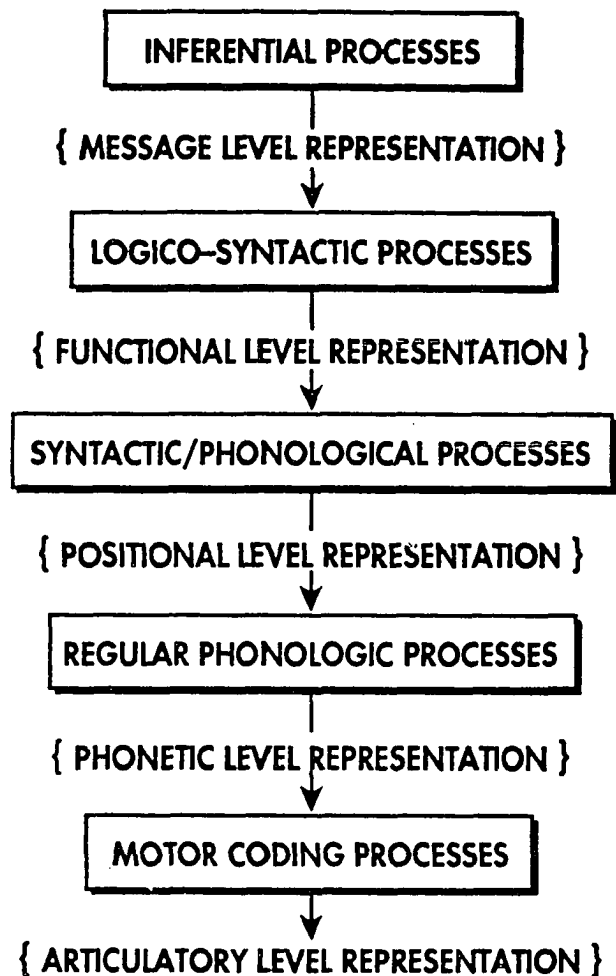 INFERENTIAL PROCESSES
{ MESSAGE LEVEL REPRESENTATION }
LOGICO–SYNTACTIC PROCESSES
{ FUNCTIONAL LEVEL REPRESENTATION }
SYNTACTIC/PHONOLOGICAL PROCESSES
{ POSITIONAL LEVEL REPRESENTATION }
REGULAR PHONOLOGIC PROCESSES
{ PHONETIC LEVEL REPRESENTATION }
MOTOR CODING PROCESSES
{ ARTICULATORY LEVEL REPRESENTATION }